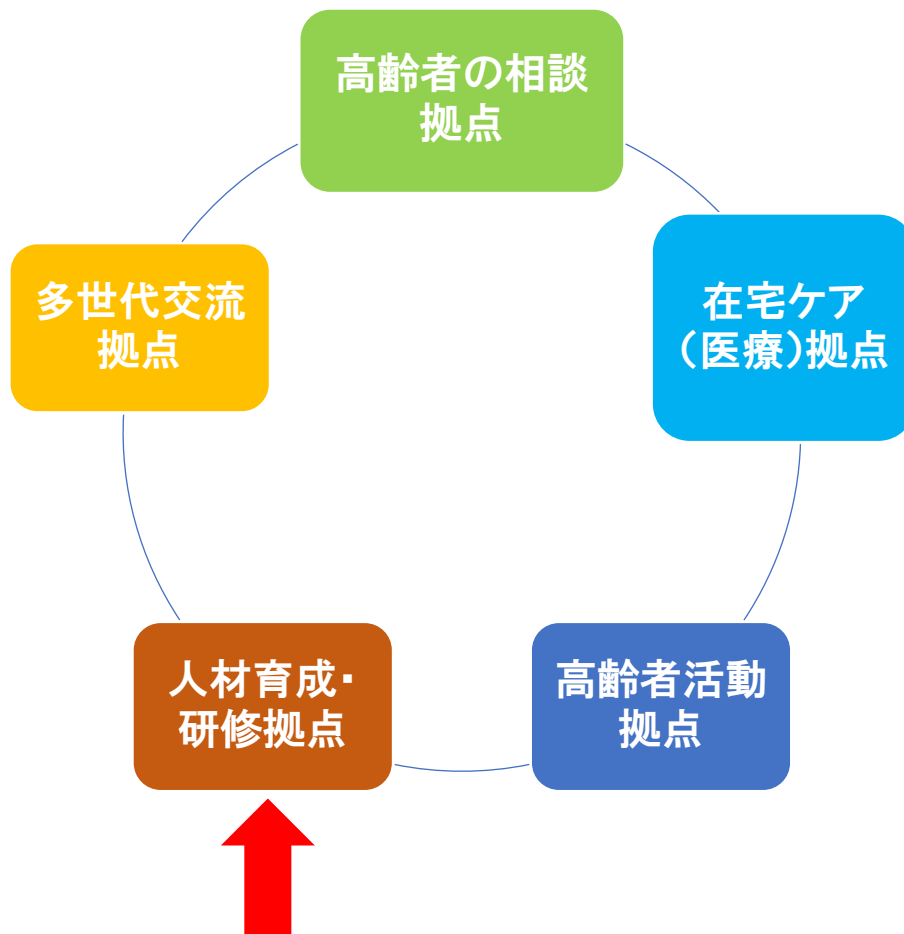 高齢者の相談
拠点
多世代交流
拠点
在宅ケア
（医療）拠点
人材育成・
研修拠点
高齢者活動
拠点